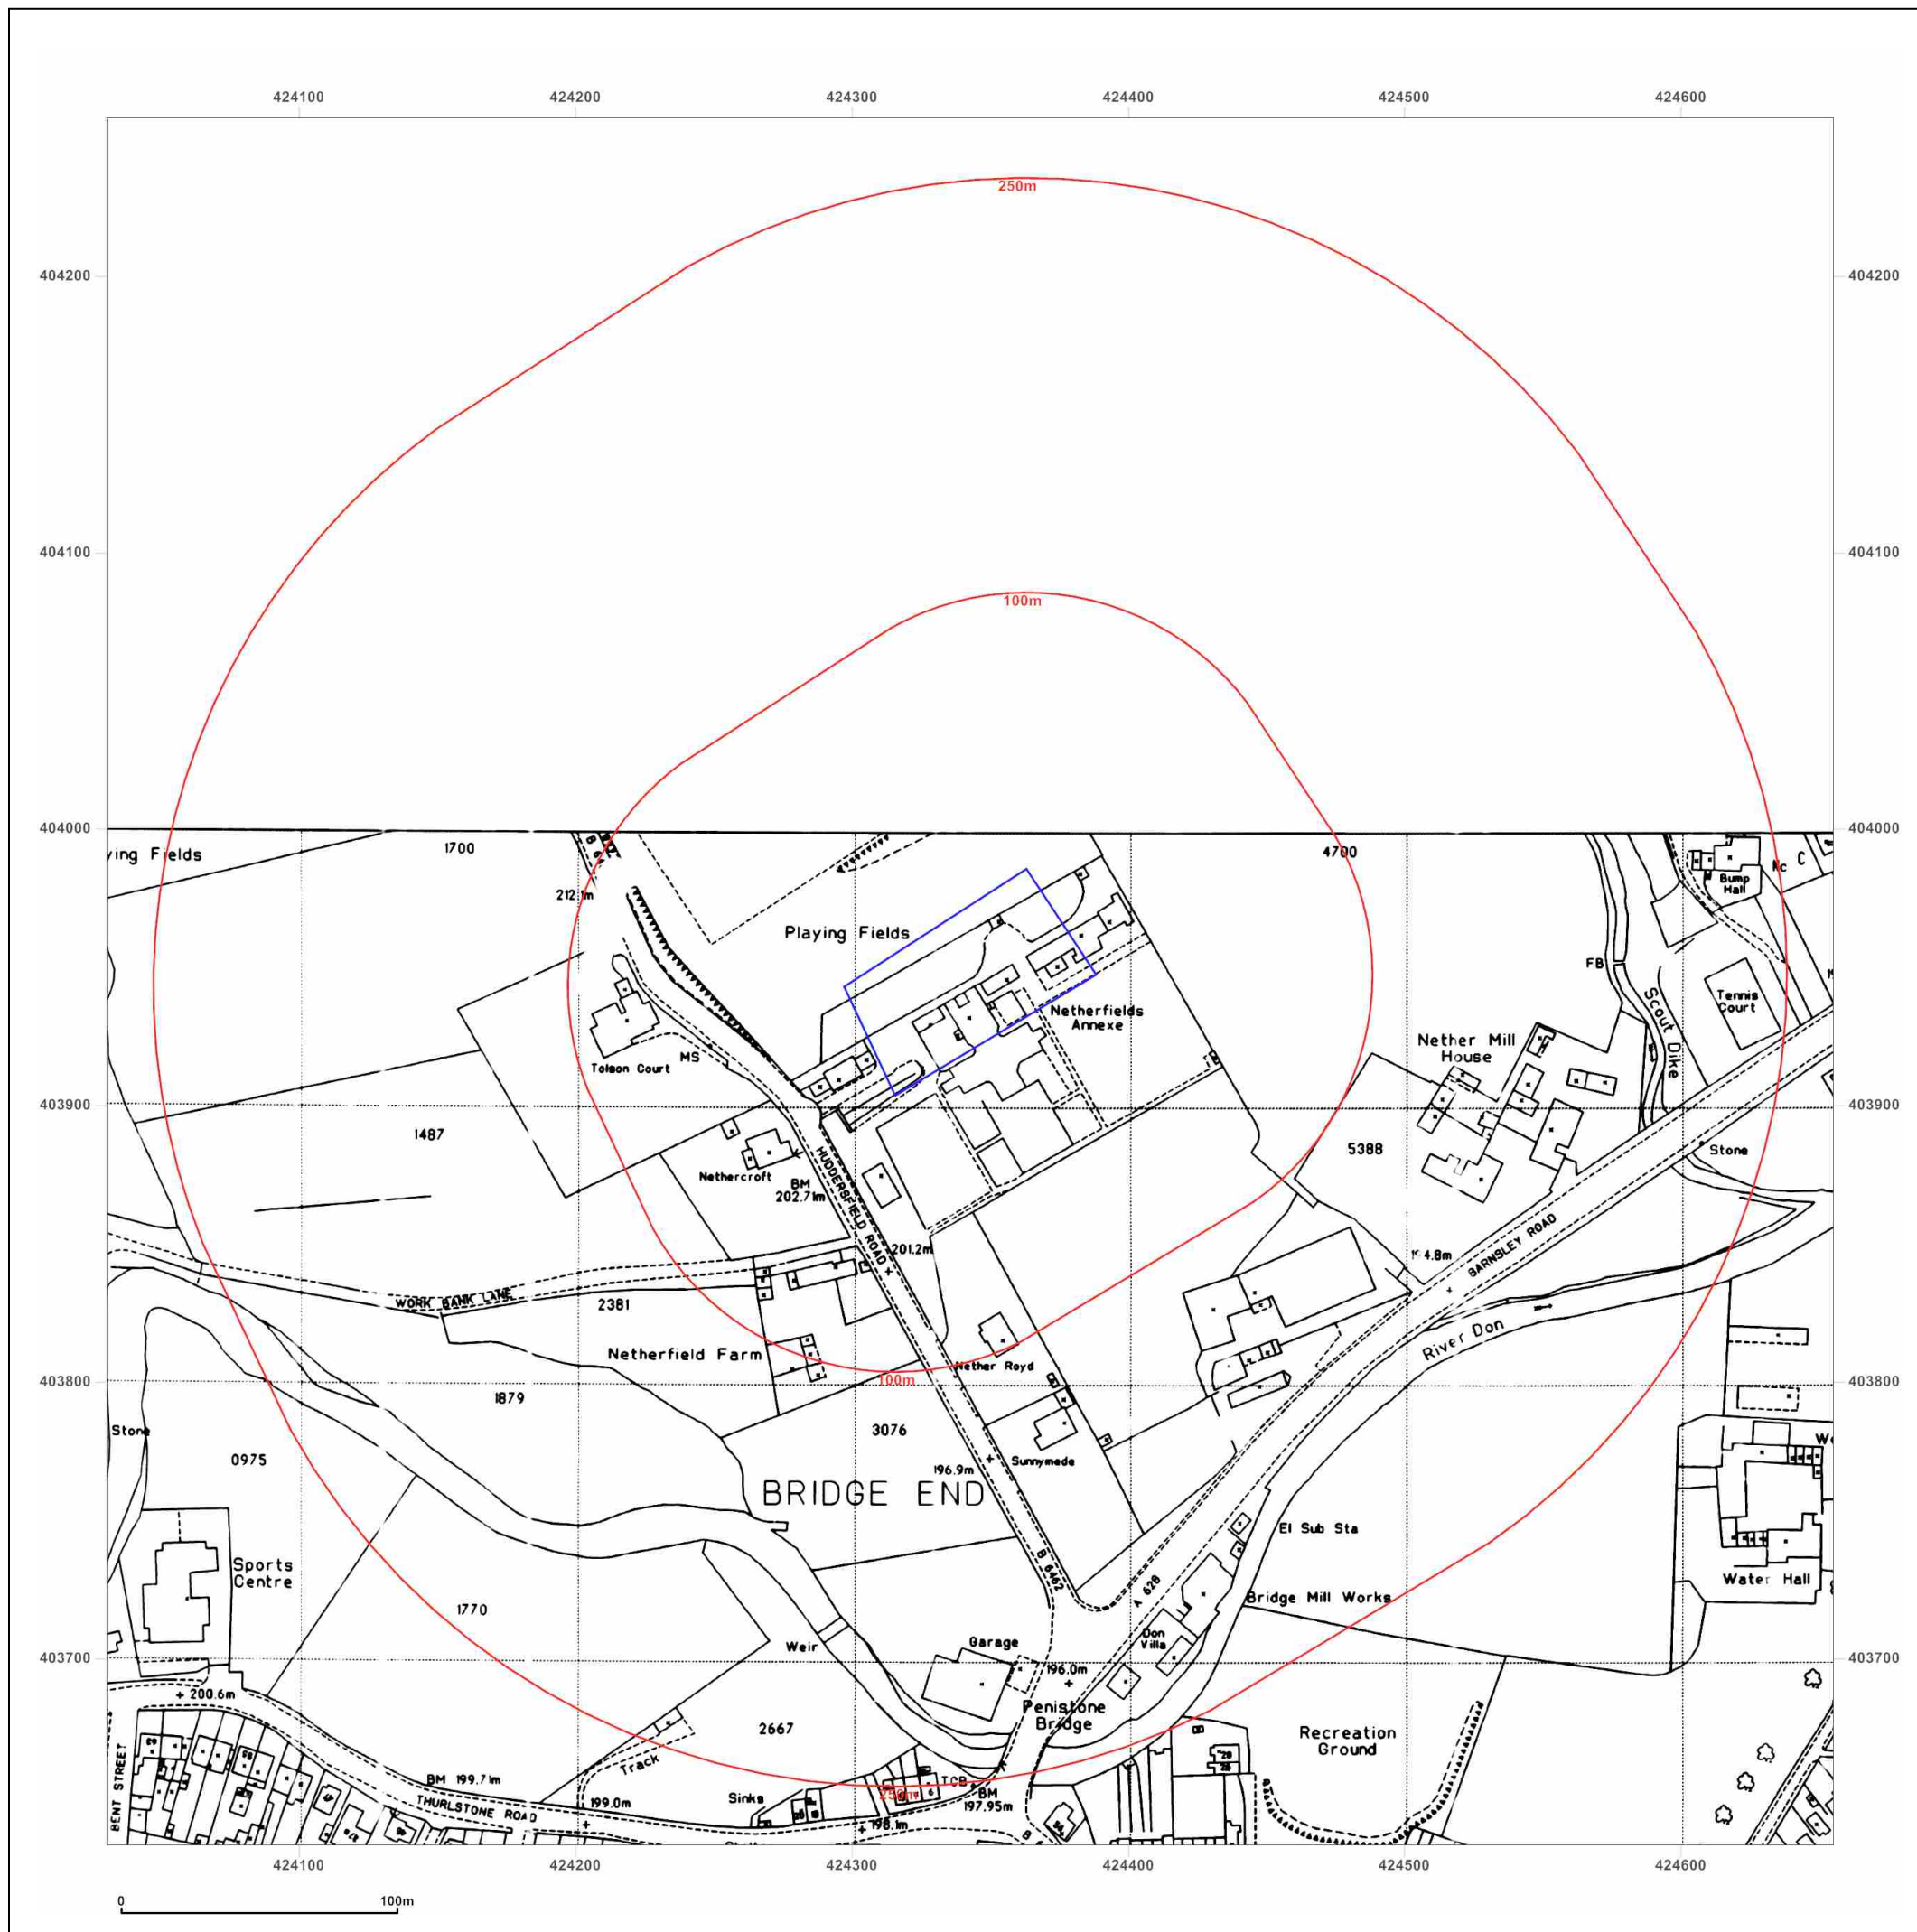 424100 424200 424300 424400 424500 424600
250m
404200 404200
404100 404100
100m
404000 404000
ying Fields
1700
4700
212.1m
Playing Fields
Bump
Hall
FB
Scout Dike
Tennis
Court
Netherfields
Annexe
Nether Mill
House
MS
Tolson Court
403900 403900
1487
5388
Stone
Nethercroft
BM
202.71m
HUDDERSFIELD ROAD
201.2m
BARNSLEY ROAD
WORK BANK LANE
2381
River Don
Netherfield Farm
Nether Royd
100m
403800 403800
1879
Stone
3076
0975
196.9m
Sunnymede
BRIDGE END
El Sub Sta
B 6462
Sports
Centre
A 628
Water Hall
Bridge Mill Works
1770
Don
Villa
Weir
Garage
403700 403700
196.0m
200.6m
Penistone
Bridge
2667
Recreation
Ground
Track
BENT STREET
BM 199.71m
TCB
Sinks
250m
BM
197.95m
THURLSTONE ROAD
199.0m
198.1m
424100 424200 424300 424400 424500 424600
0 100m